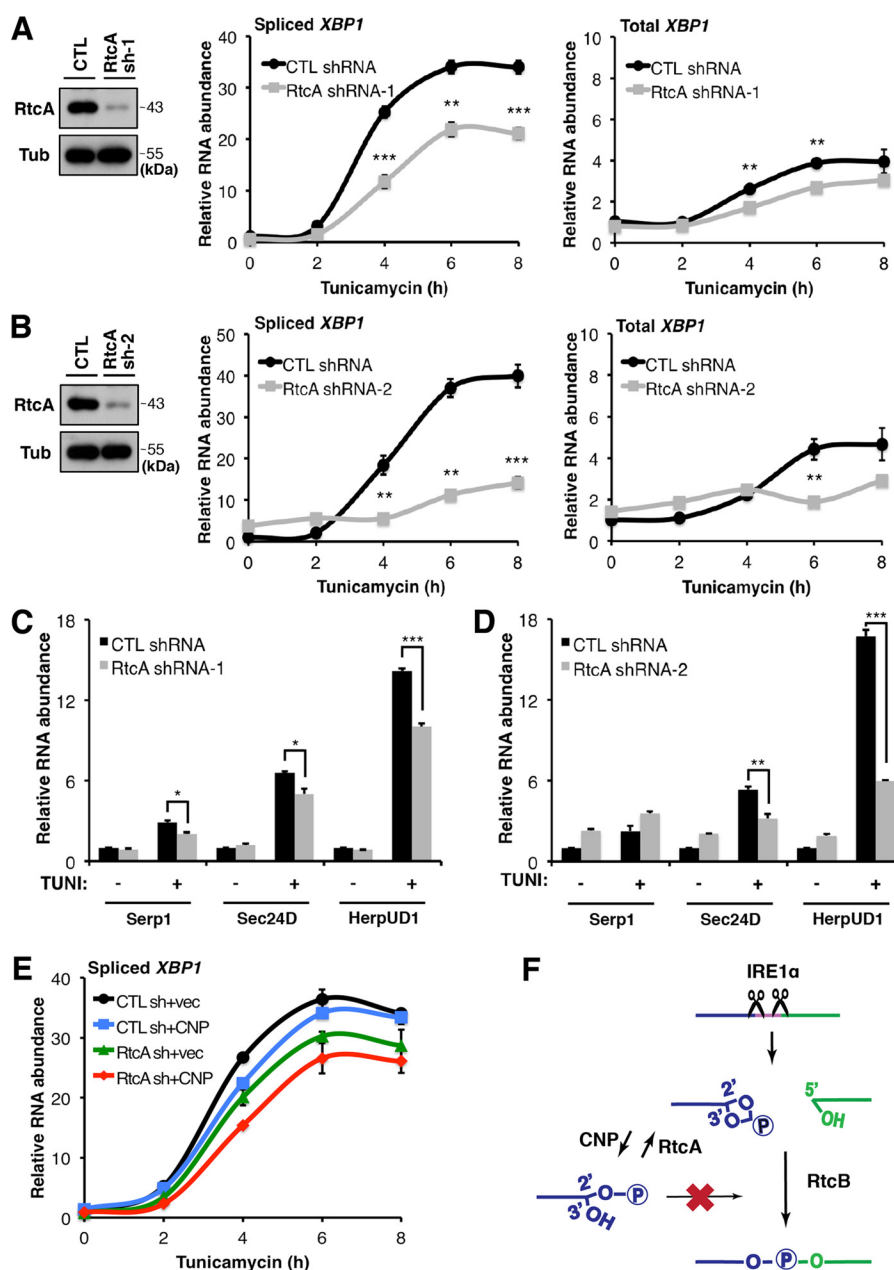 A
CTL
RtcA
sh-1
RtcA
-43
Tub
-55
(kDa)
Spliced XBP1
CTL shRNA
RtcA shRNA-1
Relative RNA abundance
40
30
20
10
0
***
**
***
0 2 4 6 8
Tunicamycin (h)
Total XBP1
CTL shRNA
RtcA shRNA-1
Relative RNA abundance
10
8
6
4
2
0
**
**
0 2 4 6 8
Tunicamycin (h)
B
CTL
RtcA
sh-2
RtcA
-43
Tub
-55
(kDa)
Spliced XBP1
CTL shRNA
RtcA shRNA-2
Relative RNA abundance
50
40
30
20
10
0
**
**
***
0 2 4 6 8
Tunicamycin (h)
Total XBP1
CTL shRNA
RtcA shRNA-2
Relative RNA abundance
10
8
6
4
2
0
**
0 2 4 6 8
Tunicamycin (h)
C
CTL shRNA
RtcA shRNA-1
Relative RNA abundance
18
12
6
0
*
*
***
TUNI: - + - + - +
Serp1 Sec24D HerpUD1
D
CTL shRNA
RtcA shRNA-2
Relative RNA abundance
18
12
6
0
**
***
- + - + - +
Serp1 Sec24D HerpUD1
E
Spliced XBP1
CTL sh+vec
CTL sh+CNP
RtcA sh+vec
RtcA sh+CNP
Relative RNA abundance
40
30
20
10
0
0 2 4 6 8
Tunicamycin (h)
F
IRE1α
2'
3'
O
O
P
5'
OH
CNP
RtcA
RtcB
2'
O
P
3'
OH
O P O